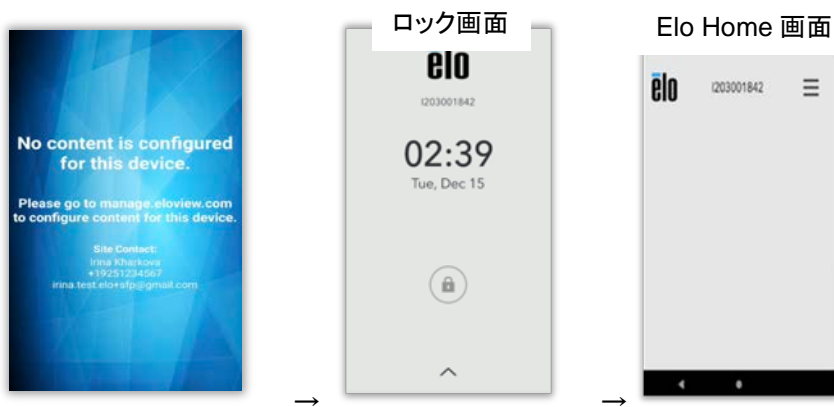 No content is configured
for this device.
Please go to manage.eloview.com
to configure content for this device.
Site Contact:
Irina Kharkova
+19251234567
irina.test.elo+sfp@gmail.com
→
ロック画面
elo
I203001842
02:39
Tue, Dec 15
→
Elo Home 画面
ēlo
I203001842